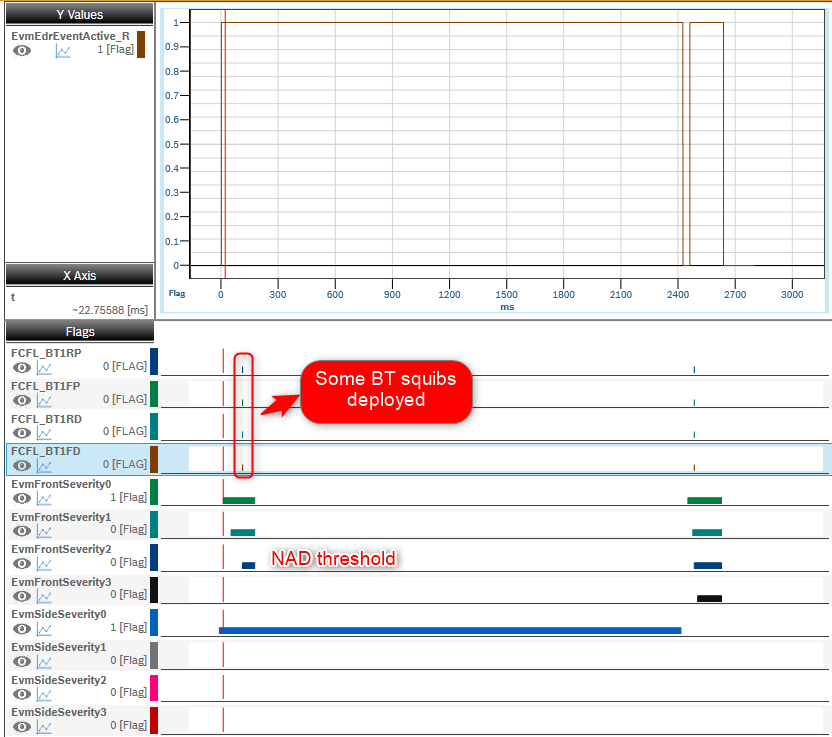 Y Values
EvmEdrEventActive_R
1 [Flag]
1
0.9
0.8
0.7
0.6
0.5
0.4
0.3
0.2
0.1
0
X Axis
t
~22.75588 [ms]
Flag
0 300 600 900 1200 1500 1800 2100 2400 2700 3000
ms
Flags
FCFL_BT1RP
0 [FLAG]
FCFL_BT1FP
0 [FLAG]
FCFL_BT1RD
0 [FLAG]
FCFL_BT1FD
0 [FLAG]
Some BT squibs
deployed
EvmFrontSeverity0
1 [Flag]
EvmFrontSeverity1
0 [Flag]
EvmFrontSeverity2
0 [Flag]
NAD threshold
EvmFrontSeverity3
0 [Flag]
EvmSideSeverity0
1 [Flag]
EvmSideSeverity1
0 [Flag]
EvmSideSeverity2
0 [Flag]
EvmSideSeverity3
0 [Flag]